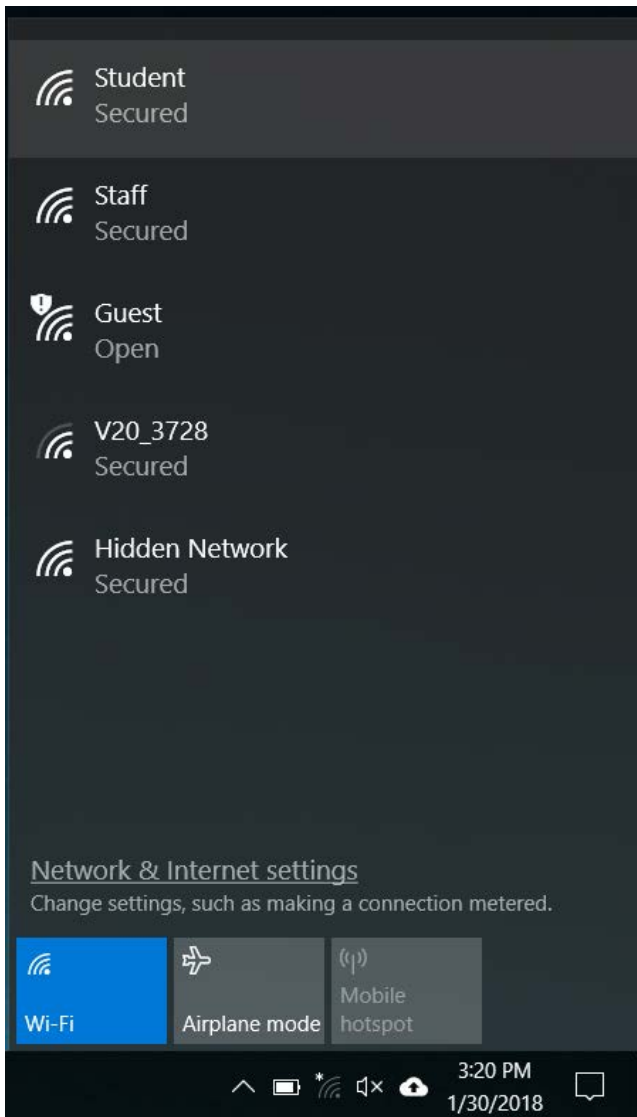 Student
Secured
Staff
Secured
Guest
Open
V20_3728
Secured
Hidden Network
Secured
Network & Internet settings
Change settings, such as making a connection metered.
Wi-Fi
Airplane mode
Mobile
hotspot
3:20 PM
1/30/2018